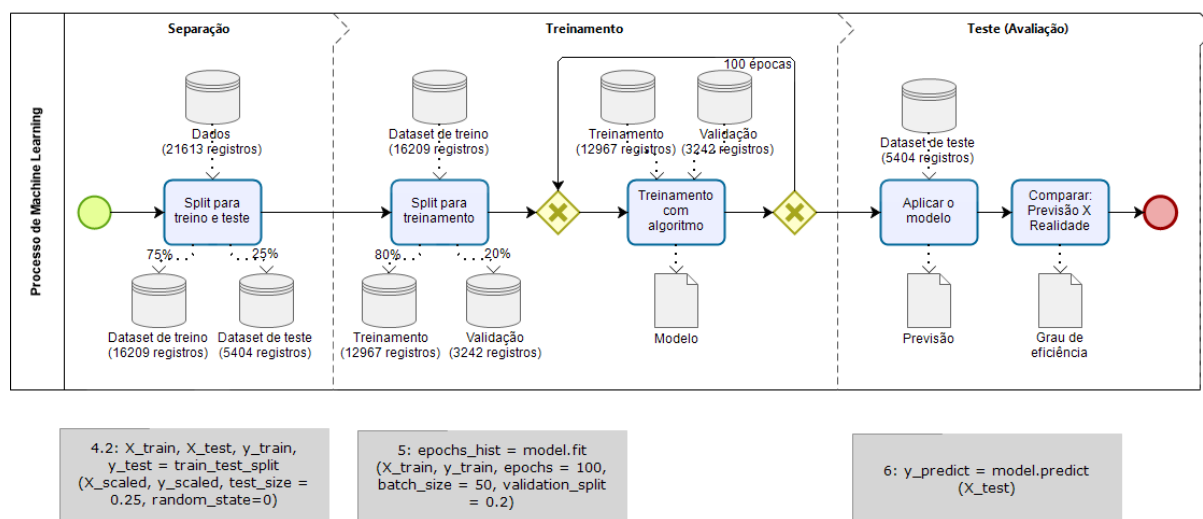 Processo de Machine Learning
Separação
Treinamento
Teste (Avaliação)
Dados
(21613 registros)
Split para
treino e teste
75%
25%
Dataset de treino
(16209 registros)
Dataset de teste
(5404 registros)
Dataset de treino
(16209 registros)
Split para
treinamento
80%
20%
Treinamento
(12967 registros)
Validação
(3242 registros)
100 épocas
Treinamento
(12967 registros)
Validação
(3242 registros)
Treinamento
com
algoritmo
Modelo
Dataset de teste
(5404 registros)
Aplicar o
modelo
Previsão
Comparar:
Previsão X
Realidade
Grau de
eficiência
4.2: X_train, X_test, y_train,
y_test = train_test_split
(X_scaled, y_scaled, test_size =
0.25, random_state=0)
5: epochs_hist = model.fit
(X_train, y_train, epochs = 100,
batch_size = 50, validation_split
= 0.2)
6: y_predict = model.predict
(X_test)